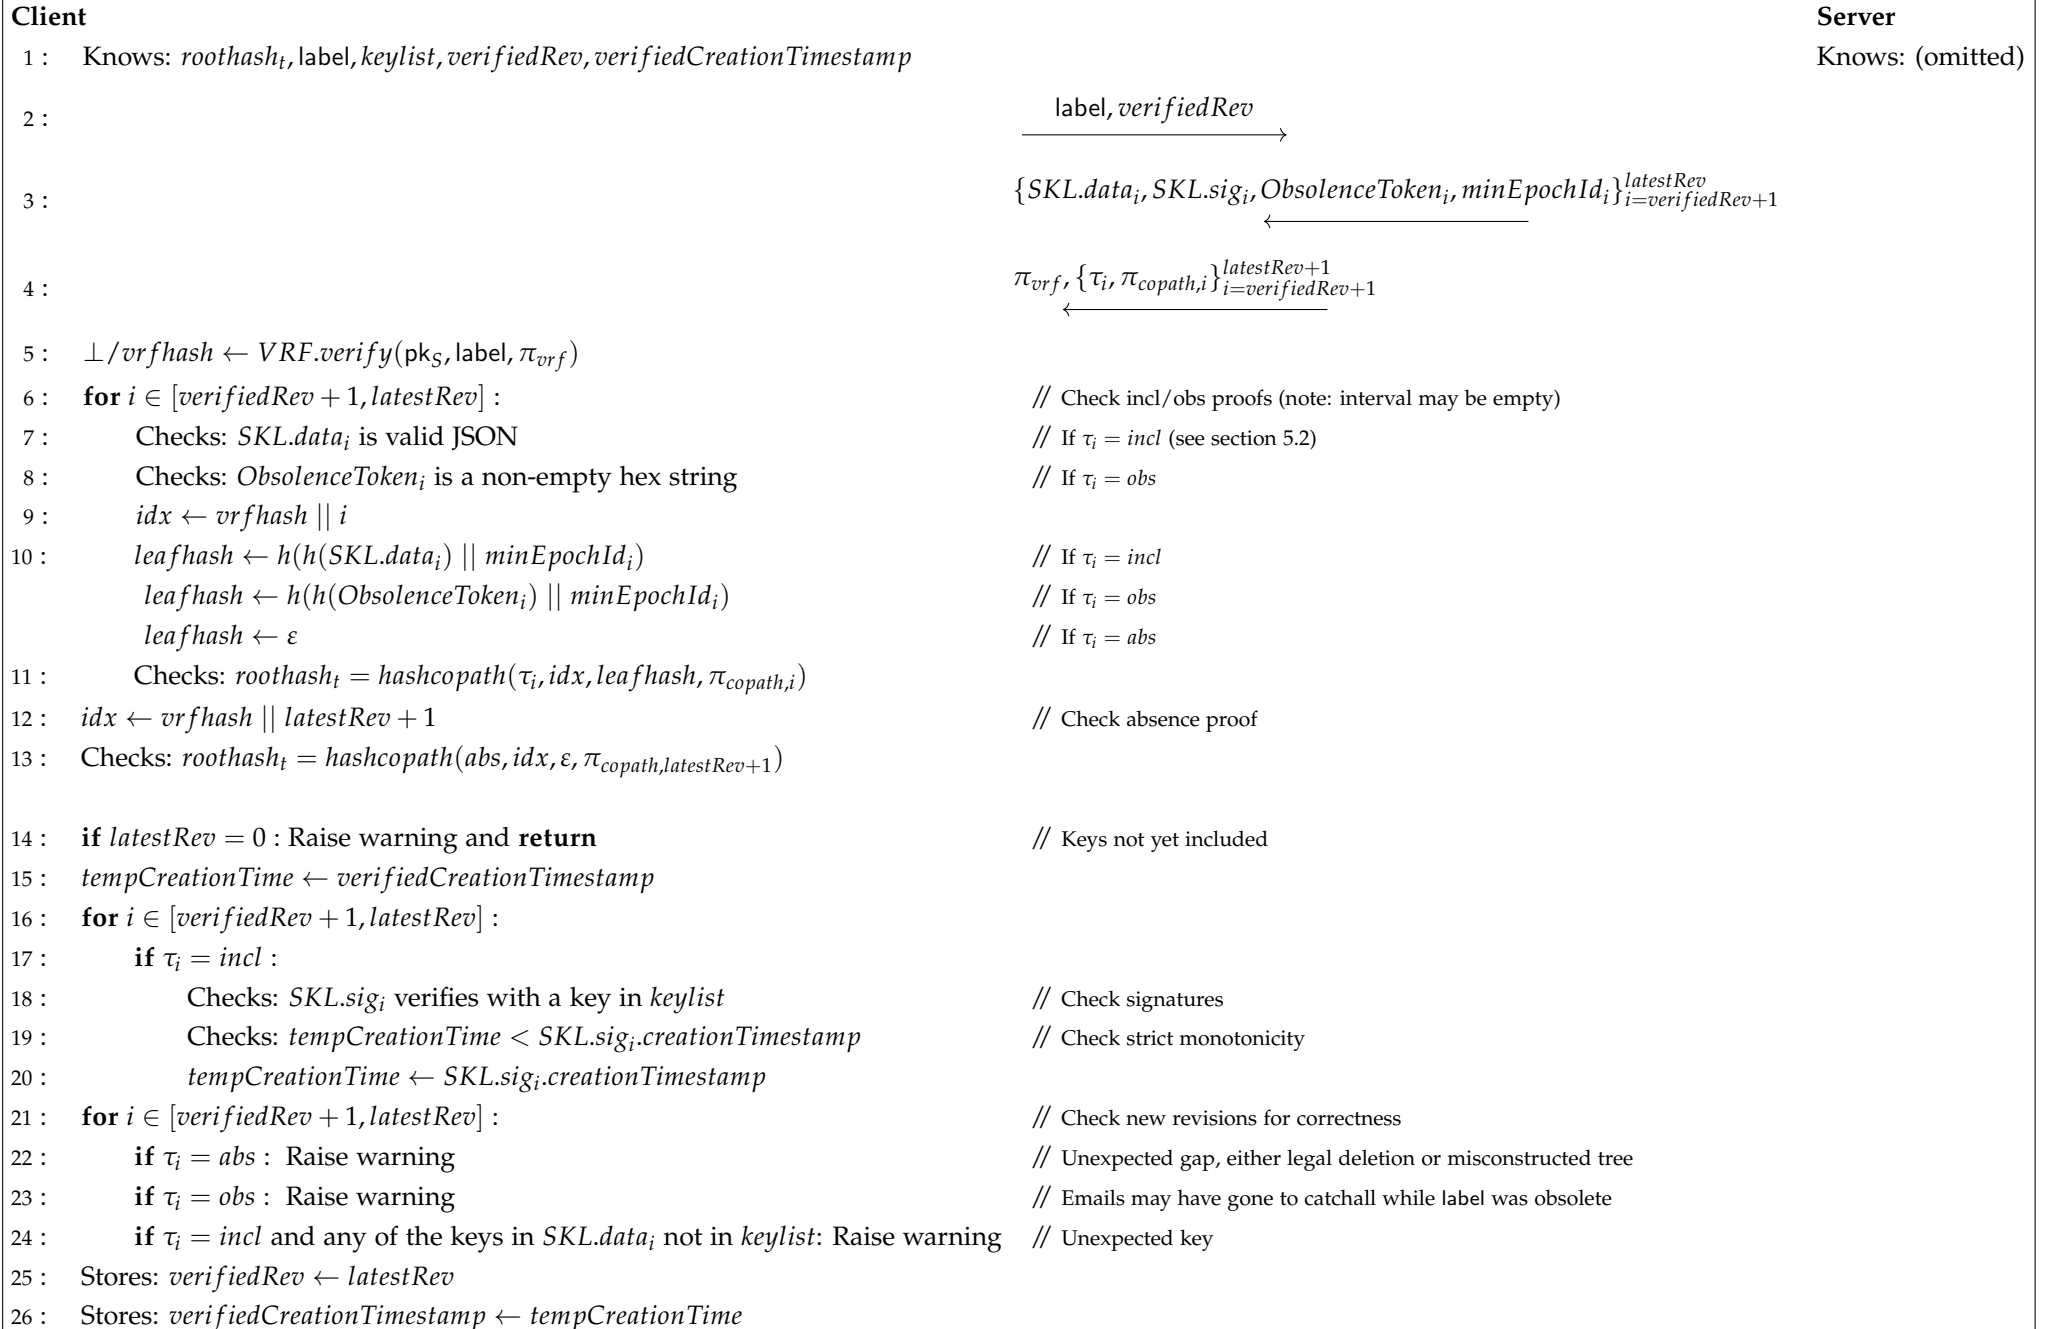 Client Server
1 : Knows: roothash_t, label, keylist, verifiedRev, verifiedCreationTimestamp Knows: (omitted)
2 : label, verifiedRev
3 : {SKL.data_i, SKL.sig_i, ObsolenceToken_i, minEpochId_i}^{latestRev}_{i=verifiedRev+1}
4 : π_{vrf}, {τ_i, π_{copath,i}}^{latestRev+1}_{i=verifiedRev+1}
5 : ⊥/vrfhash ← VRF.verify(pk_S, label, π_{vrf})
6 : for i ∈ [verifiedRev + 1, latestRev] : // Check incl/obs proofs (note: interval may be empty)
7 : Checks: SKL.data_i is valid JSON // If τ_i = incl (see section 5.2)
8 : Checks: ObsolenceToken_i is a non-empty hex string // If τ_i = obs
9 : idx ← vrfhash || i
10 : leafhash ← h(h(SKL.data_i) || minEpochId_i) // If τ_i = incl
leafhash ← h(h(ObsolenceToken_i) || minEpochId_i) // If τ_i = obs
leafhash ← ε // If τ_i = abs
11 : Checks: roothash_t = hashcopath(τ_i, idx, leafhash, π_{copath,i})
12 : idx ← vrfhash || latestRev + 1 // Check absence proof
13 : Checks: roothash_t = hashcopath(abs, idx, ε, π_{copath,latestRev+1})
14 : if latestRev = 0 : Raise warning and return // Keys not yet included
15 : tempCreationTime ← verifiedCreationTimestamp
16 : for i ∈ [verifiedRev + 1, latestRev] :
17 : if τ_i = incl :
18 : Checks: SKL.sig_i verifies with a key in keylist // Check signatures
19 : Checks: tempCreationTime < SKL.sig_i.creationTimestamp // Check strict monotonicity
20 : tempCreationTime ← SKL.sig_i.creationTimestamp
21 : for i ∈ [verifiedRev + 1, latestRev] : // Check new revisions for correctness
22 : if τ_i = abs : Raise warning // Unexpected gap, either legal deletion or misconstructed tree
23 : if τ_i = obs : Raise warning // Emails may have gone to catchall while label was obsolete
24 : if τ_i = incl and any of the keys in SKL.data_i not in keylist: Raise warning // Unexpected key
25 : Stores: verifiedRev ← latestRev
26 : Stores: verifiedCreationTimestamp ← tempCreationTime